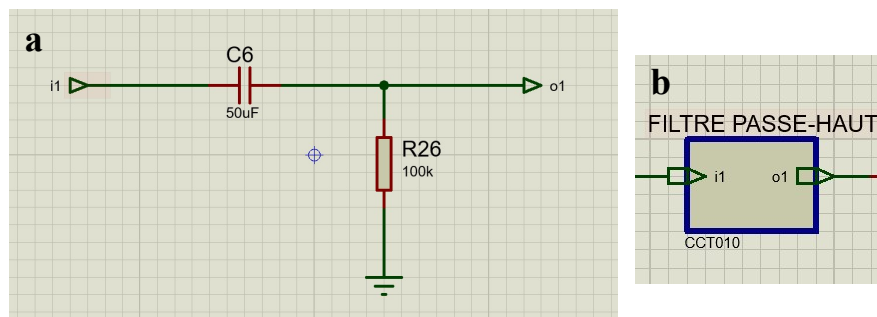 a
C6
i1
o1
50uF
R26
100k
b
FILTRE PASSE-HAUT
i1
o1
CCT010